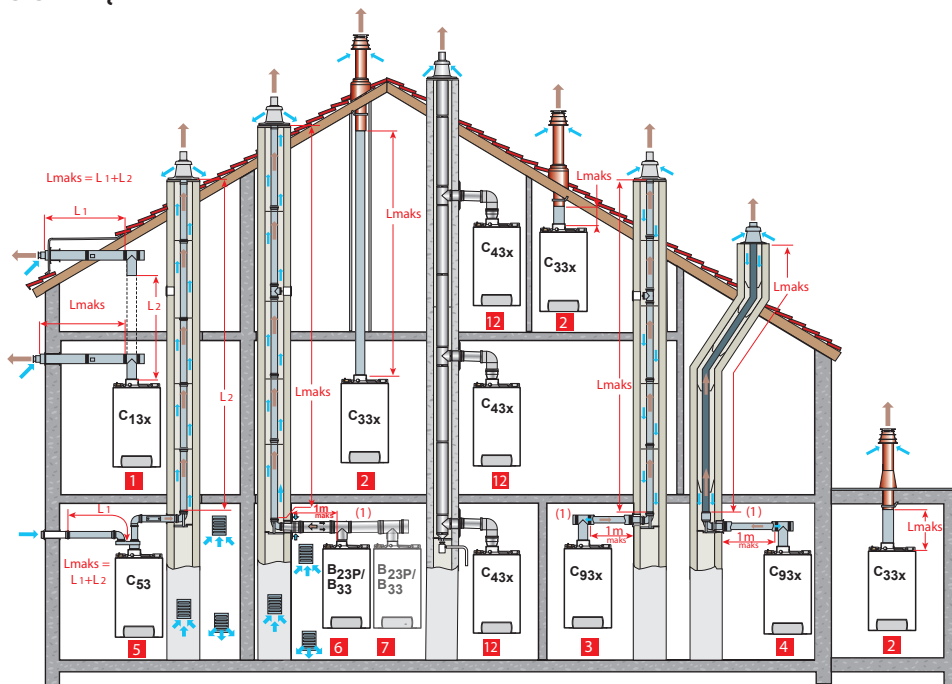 Lmaks = L1+L2
L1
Lmaks
L2
C13x
1
L2
Lmaks
Lmaks
C33x
2
C43x
12
C43x
12
Lmaks
C33x
2
Lmaks
Lmaks
L1
Lmaks =
L1+L2
C53
5
1m
maks
(1)
B23P/
B33
6
B23P/
B33
7
C43x
12
(1)
1m
maks
C93x
3
(1)
1m
maks
C93x
4
Lmaks
C33x
2